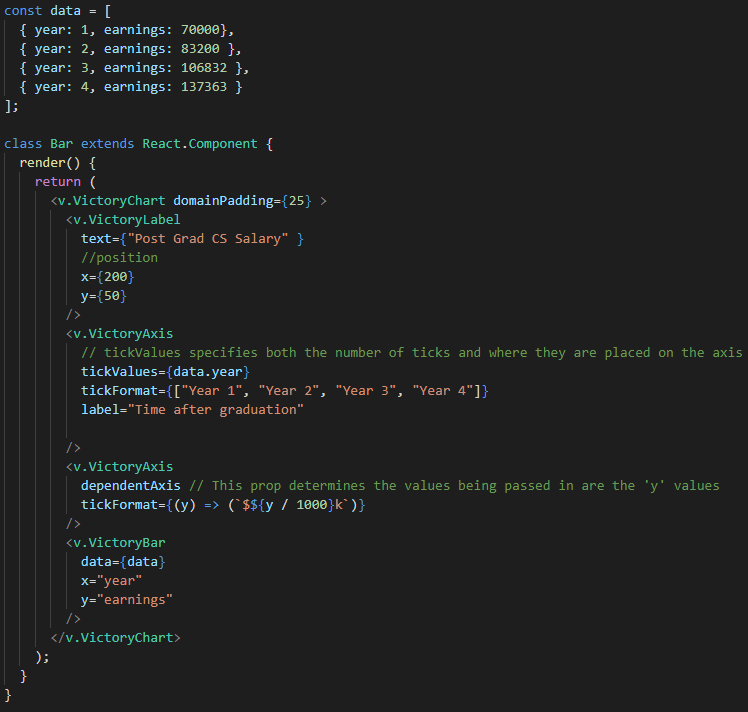 const data = [
  { year: 1, earnings: 70000},
  { year: 2, earnings: 83200 },
  { year: 3, earnings: 106832 },
  { year: 4, earnings: 137363 }
];

class Bar extends React.Component {
  render() {
    return (
      <v.VictoryChart domainPadding={25} >
        <v.VictoryLabel
          text={"Post Grad CS Salary" }
          //position
          x={200}
          y={50}
        />
        <v.VictoryAxis
          // tickValues specifies both the number of ticks and where they are placed on the axis
          tickValues={data.year}
          tickFormat={["Year 1", "Year 2", "Year 3", "Year 4"]}
          label="Time after graduation"

        />
        <v.VictoryAxis
          dependentAxis // This prop determines the values being passed in are the 'y' values
          tickFormat={(y) => (`$${y / 1000}k`)}
        />
        <v.VictoryBar
          data={data}
          x="year"
          y="earnings"
        />
      </v.VictoryChart>
    );
  }
}